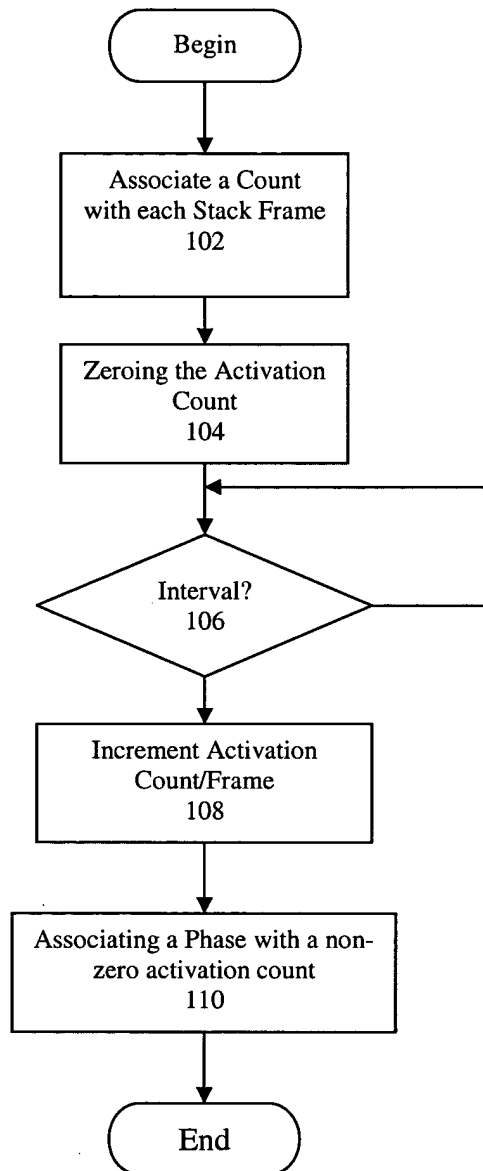 Begin
Associate a Count
with each Stack Frame
102
Zeroing the Activation
Count
104
Interval?
106
Increment Activation
Count/Frame
108
Associating a Phase with a non-
zero activation count
110
End